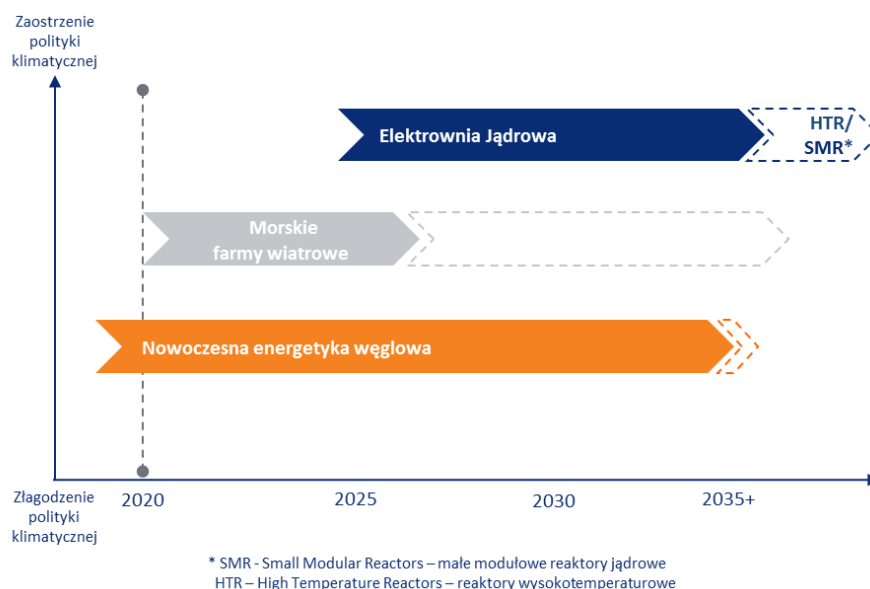 Zaostrzenie
polityki
klimatycznej
Elektrownia Jądrowa
HTR/
SMR*
Morskie
farmy wiatrowe
Nowoczesna energetyka węglowa
Złagodzenie
polityki
klimatycznej
2020
2025
2030
2035+
* SMR - Small Modular Reactors – małe modułowe reaktory jądrowe
HTR – High Temperature Reactors – reaktory wysokotemperaturowe